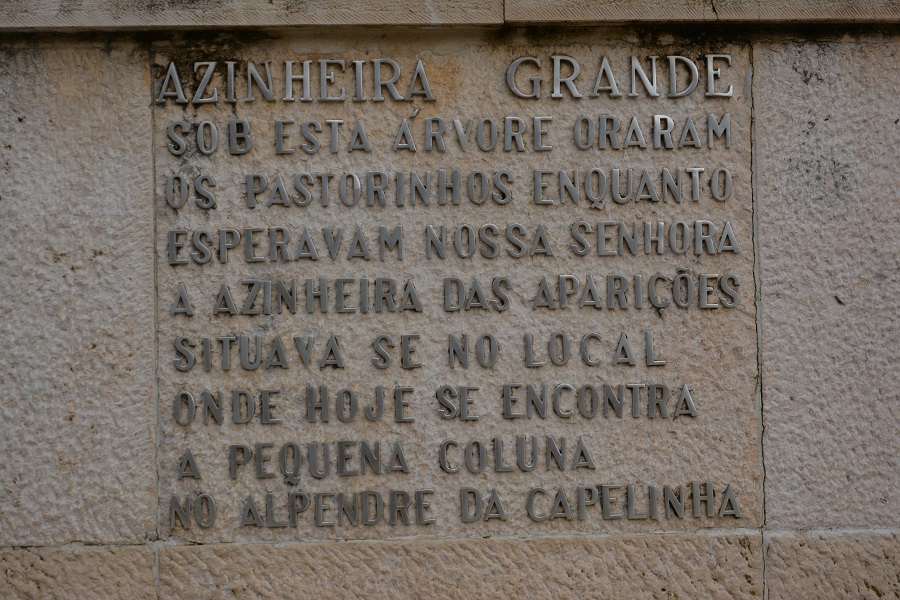 AZINHEIRA GRANDE
SOB ESTA ÁRVORE ORARAM
OS PASTORINHOS ENQUANTO
ESPERAVAM NOSSA SENHORA
A AZINHEIRA DAS APARIÇÕES
SITUAVA SE NO LOCAL
ONDE HOJE SE ENCONTRA
A PEQUENA COLUNA
NO ALPENDRE DA CAPELINHA